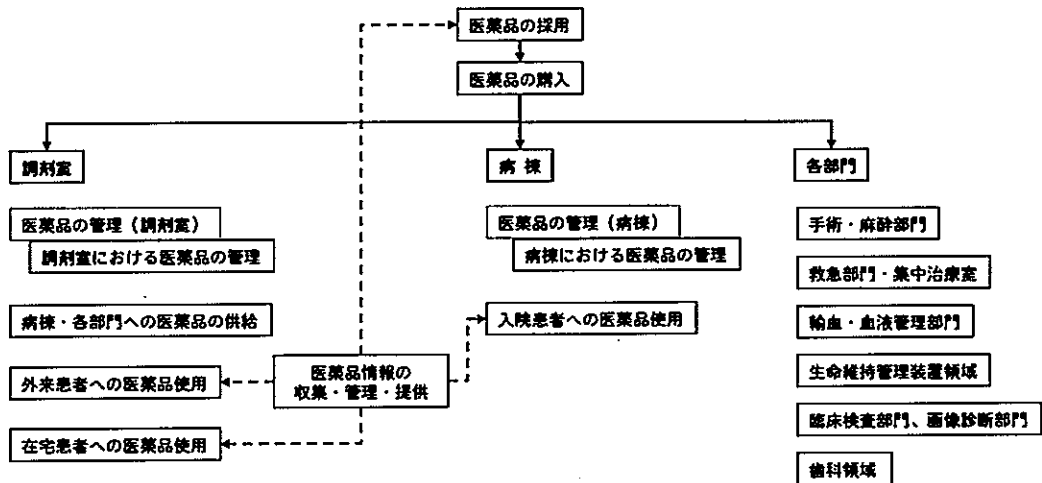 医薬品の採用
医薬品の購入
調剤室
医薬品の管理（調剤室）
調剤室における医薬品の管理
病棟・各部門への医薬品の供給
外来患者への医薬品使用
在宅患者への医薬品使用
医薬品情報の
収集・管理・提供
病 棟
医薬品の管理（病棟）
病棟における医薬品の管理
入院患者への医薬品使用
各部門
手術・麻酔部門
救急部門・集中治療室
輸血・血液管理部門
生命維持管理装置領域
臨床検査部門、画像診断部門
歯科領域